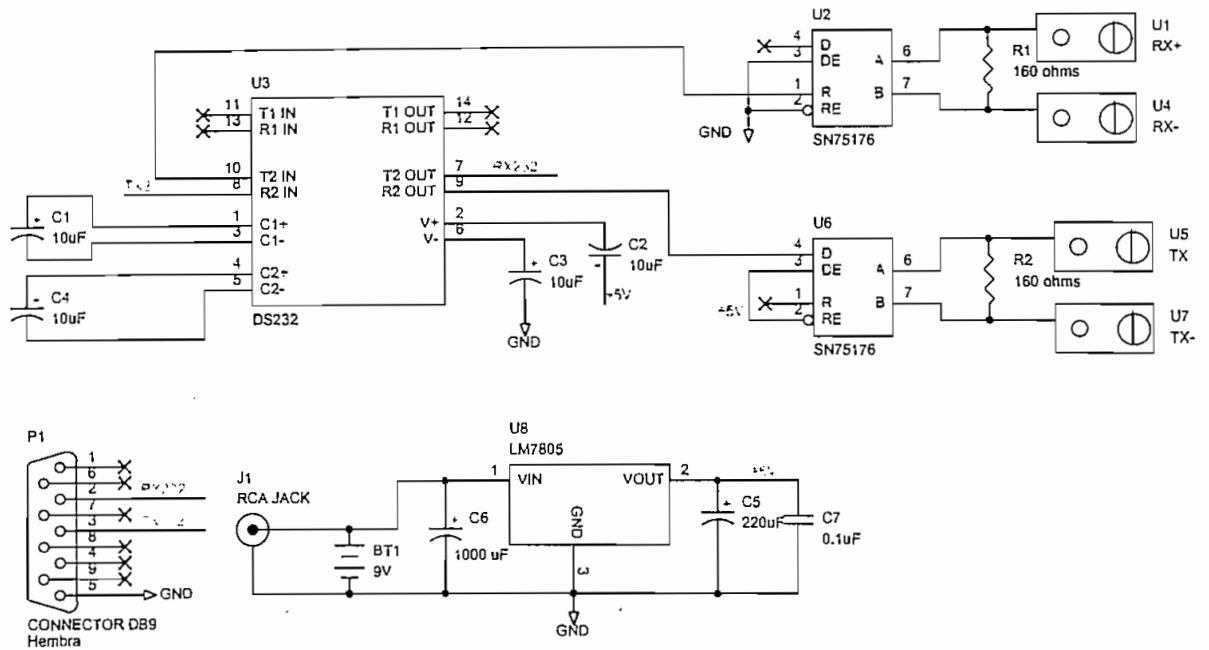 U2
4 D
3 DE
A 6
1 R
B 7
2 RE
GND
SN75176
R1
160 ohms
U1
RX+
U4
RX-
U3
11 T1 IN
13 R1 IN
T1 OUT 14
R1 OUT 12
10 T2 IN
8 R2 IN
T2 OUT 7
R2 OUT 9
RX232
1 C1+
3 C1-
V+ 2
V- 6
4 C2+
5 C2-
DS232
C1
10uF
C4
10uF
C3
10uF
GND
C2
10uF
+5V
U6
4 D
3 DE
A 6
1 R
B 7
2 RE
+5V
SN75176
R2
160 ohms
U5
TX
U7
TX-
P1
1
6
2
7
3
8
4
9
5
GND
CONNECTOR DB9
Hembra
J1
RCA JACK
BT1
9V
C6
1000 uF
U8
LM7805
1 VIN
VOUT 2
GND
3
GND
+5V
C5
220uF
C7
0.1uF